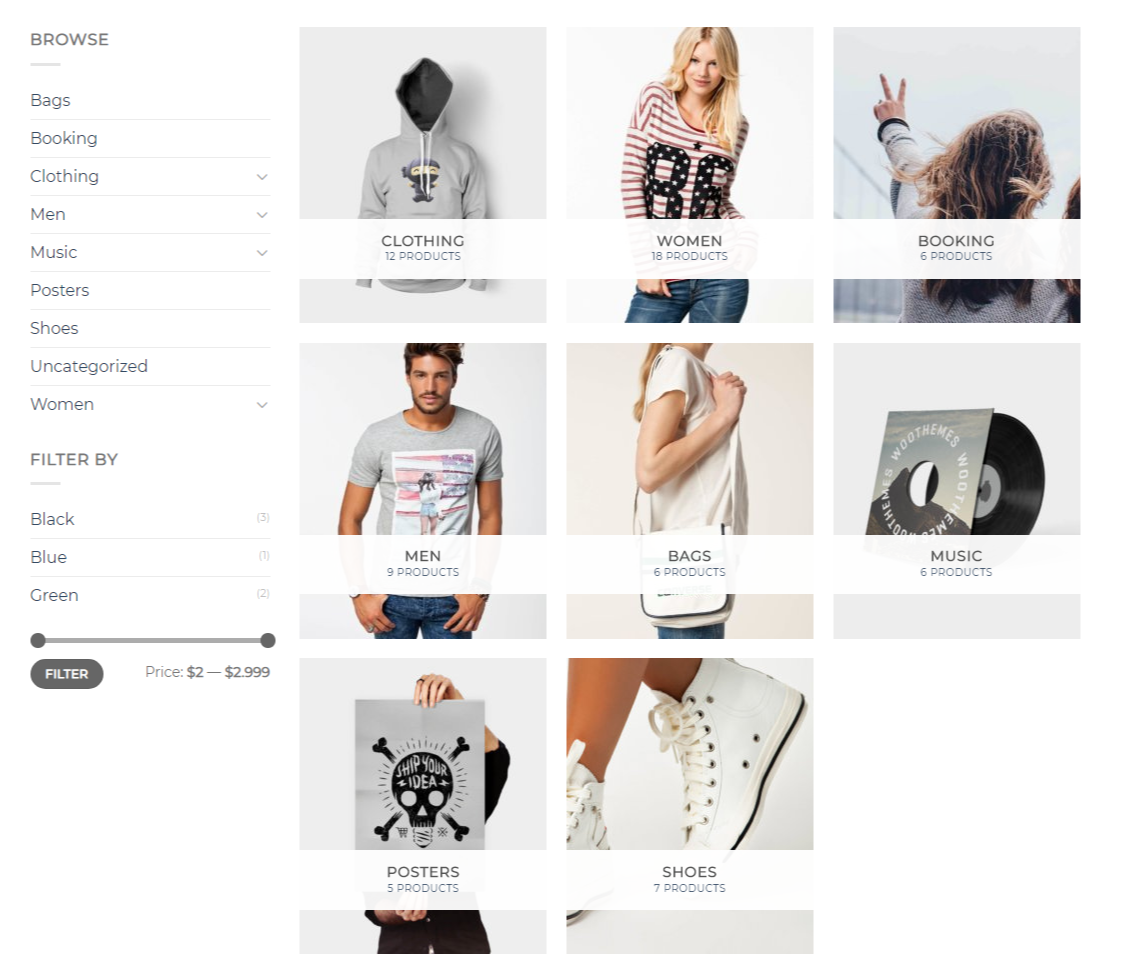 BROWSE
Bags
Booking
Clothing
Men
Music
Posters
Shoes
Uncategorized
Women
FILTER BY
Black (3)
Blue (1)
Green (2)
FILTER Price: $2 — $2.999
CLOTHING
12 PRODUCTS
WOMEN
18 PRODUCTS
BOOKING
6 PRODUCTS
MEN
9 PRODUCTS
BAGS
6 PRODUCTS
WOOTHEMES WOOTHEMES WOOTHEMES
MUSIC
6 PRODUCTS
SHIP YOUR
IDEA
POSTERS
5 PRODUCTS
SHOES
7 PRODUCTS